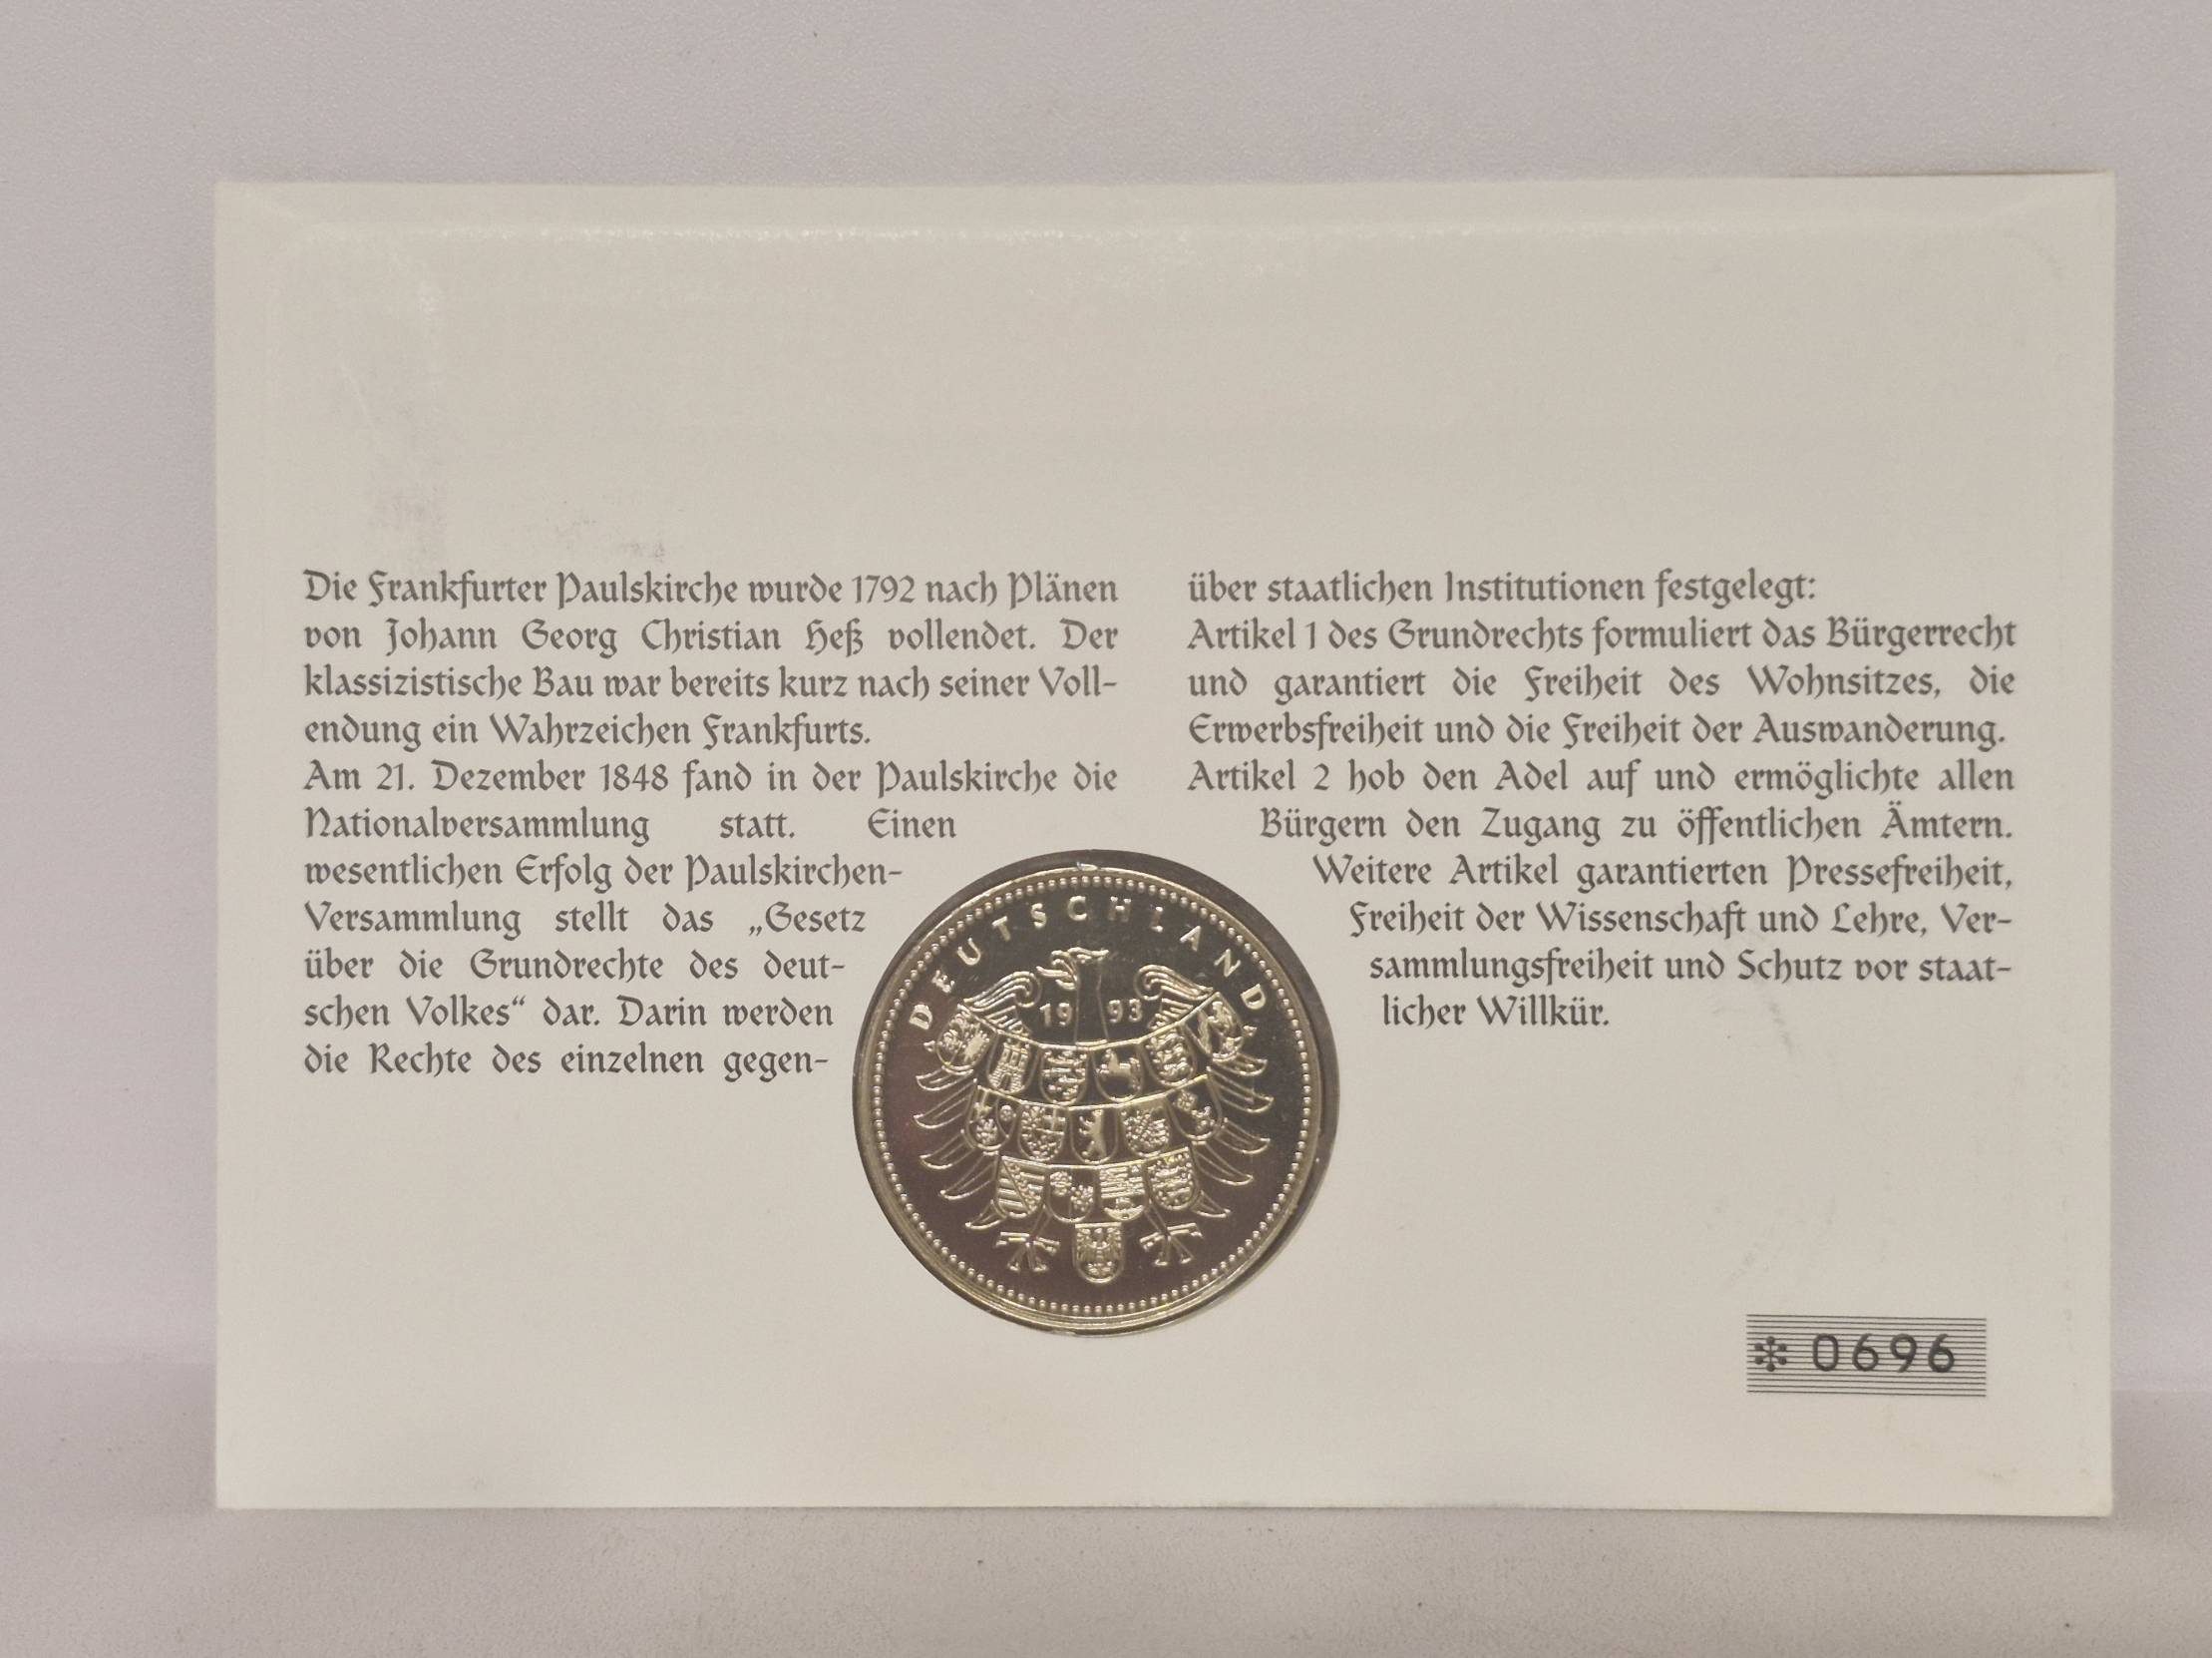 Die Frankfurter Paulskirche wurde 1792 nach Plänen
von Johann Georg Christian Heß vollendet. Der
klassizistische Bau war bereits kurz nach seiner Voll-
endung ein Wahrzeichen Frankfurts.
Am 21. Dezember 1848 fand in der Paulskirche die
Nationalversammlung statt. Einen
wesentlichen Erfolg der Paulskirchen-
Versammlung stellt das „Gesetz
über die Grundrechte des deut-
schen Volkes“ dar. Darin werden
die Rechte des einzelnen gegen-
über staatlichen Institutionen festgelegt:
Artikel 1 des Grundrechts formuliert das Bürgerrecht
und garantiert die Freiheit des Wohnsitzes, die
Erwerbsfreiheit und die Freiheit der Auswanderung.
Artikel 2 hob den Adel auf und ermöglichte allen
Bürgern den Zugang zu öffentlichen Ämtern.
Weitere Artikel garantierten Pressefreiheit,
Freiheit der Wissenschaft und Lehre, Ver-
sammlungsfreiheit und Schutz vor staat-
licher Willkür.
DEUTSCHLAND
19 93
✻ 0696